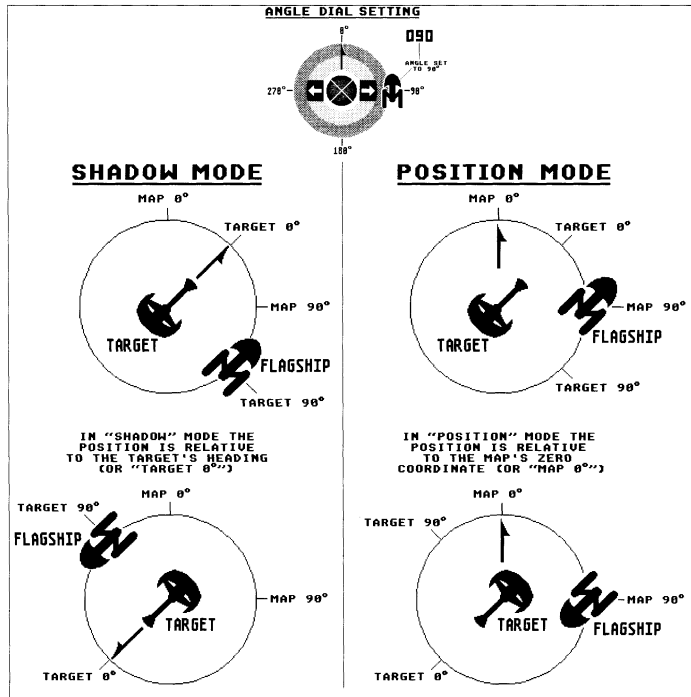 ANGLE DIAL SETTING
0°
090
ANGLE SET
TO 90°
270°
90°
180°
SHADOW MODE
MAP 0°
TARGET 0°
MAP 90°
TARGET
FLAGSHIP
TARGET 90°
IN "SHADOW" MODE THE
POSITION IS RELATIVE
TO THE TARGET'S HEADING
(OR "TARGET 0°")
MAP 0°
TARGET 90°
FLAGSHIP
MAP 90°
TARGET
TARGET 0°
POSITION MODE
MAP 0°
TARGET 0°
MAP 90°
TARGET
FLAGSHIP
TARGET 90°
IN "POSITION" MODE THE
POSITION IS RELATIVE
TO THE MAP'S ZERO
COORDINATE (OR "MAP 0°")
MAP 0°
TARGET 90°
MAP 90°
TARGET
FLAGSHIP
TARGET 0°